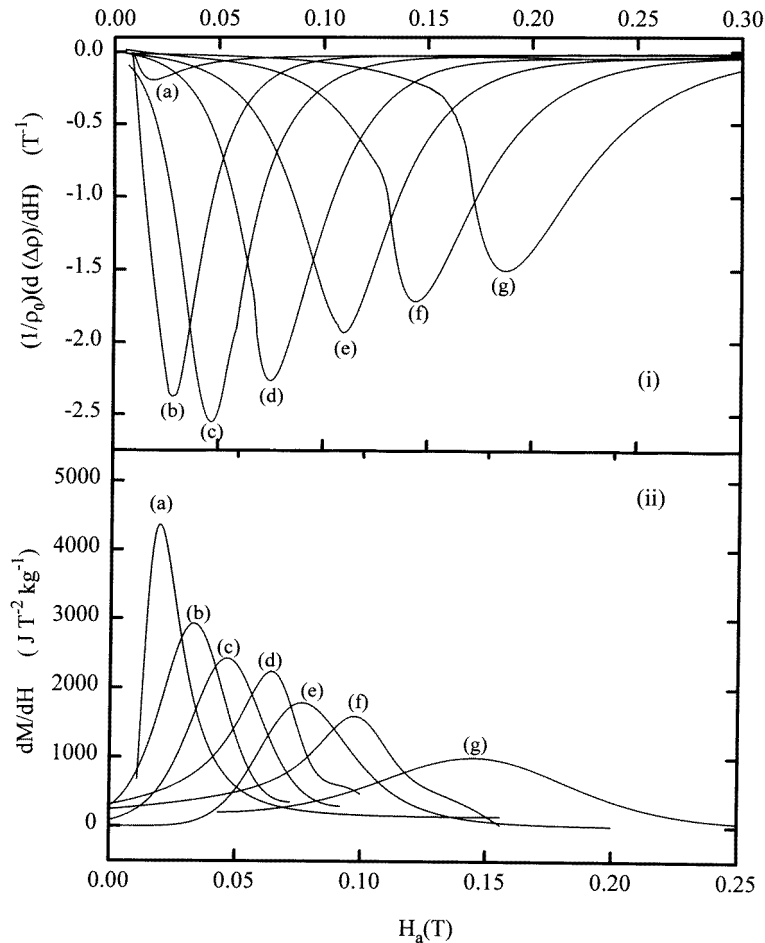 0.00 0.05 0.10 0.15 0.20 0.25 0.30
0.0
-0.5
-1.0
-1.5
-2.0
-2.5
(1/ρ₀)(d (Δρ)/dH) (T⁻¹)
(a)
(g)
(f)
(e)
(d)
(b)
(c)
(i)
5000
4000
3000
2000
1000
0
dM/dH ( J T⁻² kg⁻¹)
(ii)
(a)
(b)
(c)
(d)
(e)
(f)
(g)
0.00 0.05 0.10 0.15 0.20 0.25
Hₐ(T)